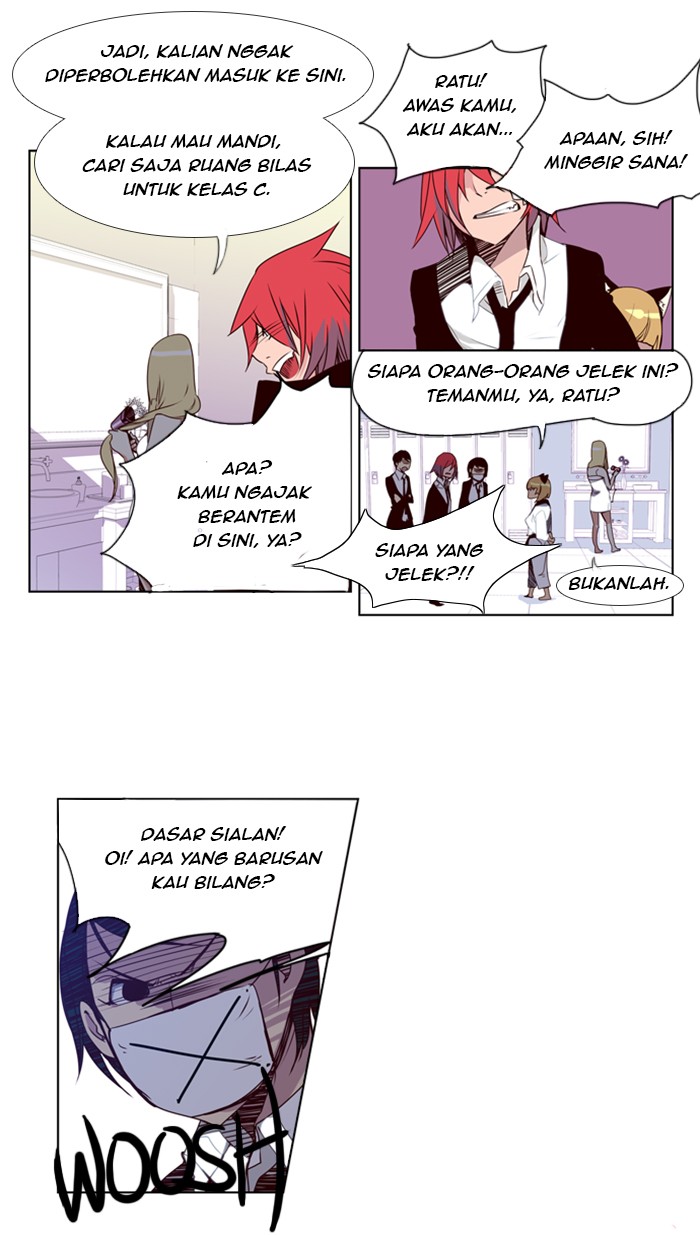 JADI, KALIAN NGGAK
DIPERBOLEHKAN MASUK KE SINI.
KALAU MAU MANDI,
CARI SAJA RUANG BILAS
UNTUK KELAS C.
APA?
KAMU NGAJAK
BERANTEM
DI SINI, YA?
RATU!
AWAS KAMU,
AKU AKAN...
APAAN, SIH!
MINGGIR SANA!
SIAPA ORANG-ORANG JELEK INI?
TEMANMU, YA, RATU?
SIAPA YANG
JELEK?!!
BUKANLAH.
DASAR SIALAN!
OI! APA YANG BARUSAN
KAU BILANG?
WOOSH